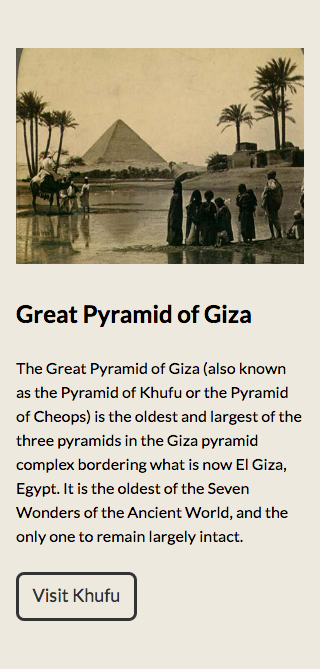 Great Pyramid of Giza
The Great Pyramid of Giza (also known
as the Pyramid of Khufu or the Pyramid
of Cheops) is the oldest and largest of the
three pyramids in the Giza pyramid
complex bordering what is now El Giza,
Egypt. It is the oldest of the Seven
Wonders of the Ancient World, and the
only one to remain largely intact.
Visit Khufu